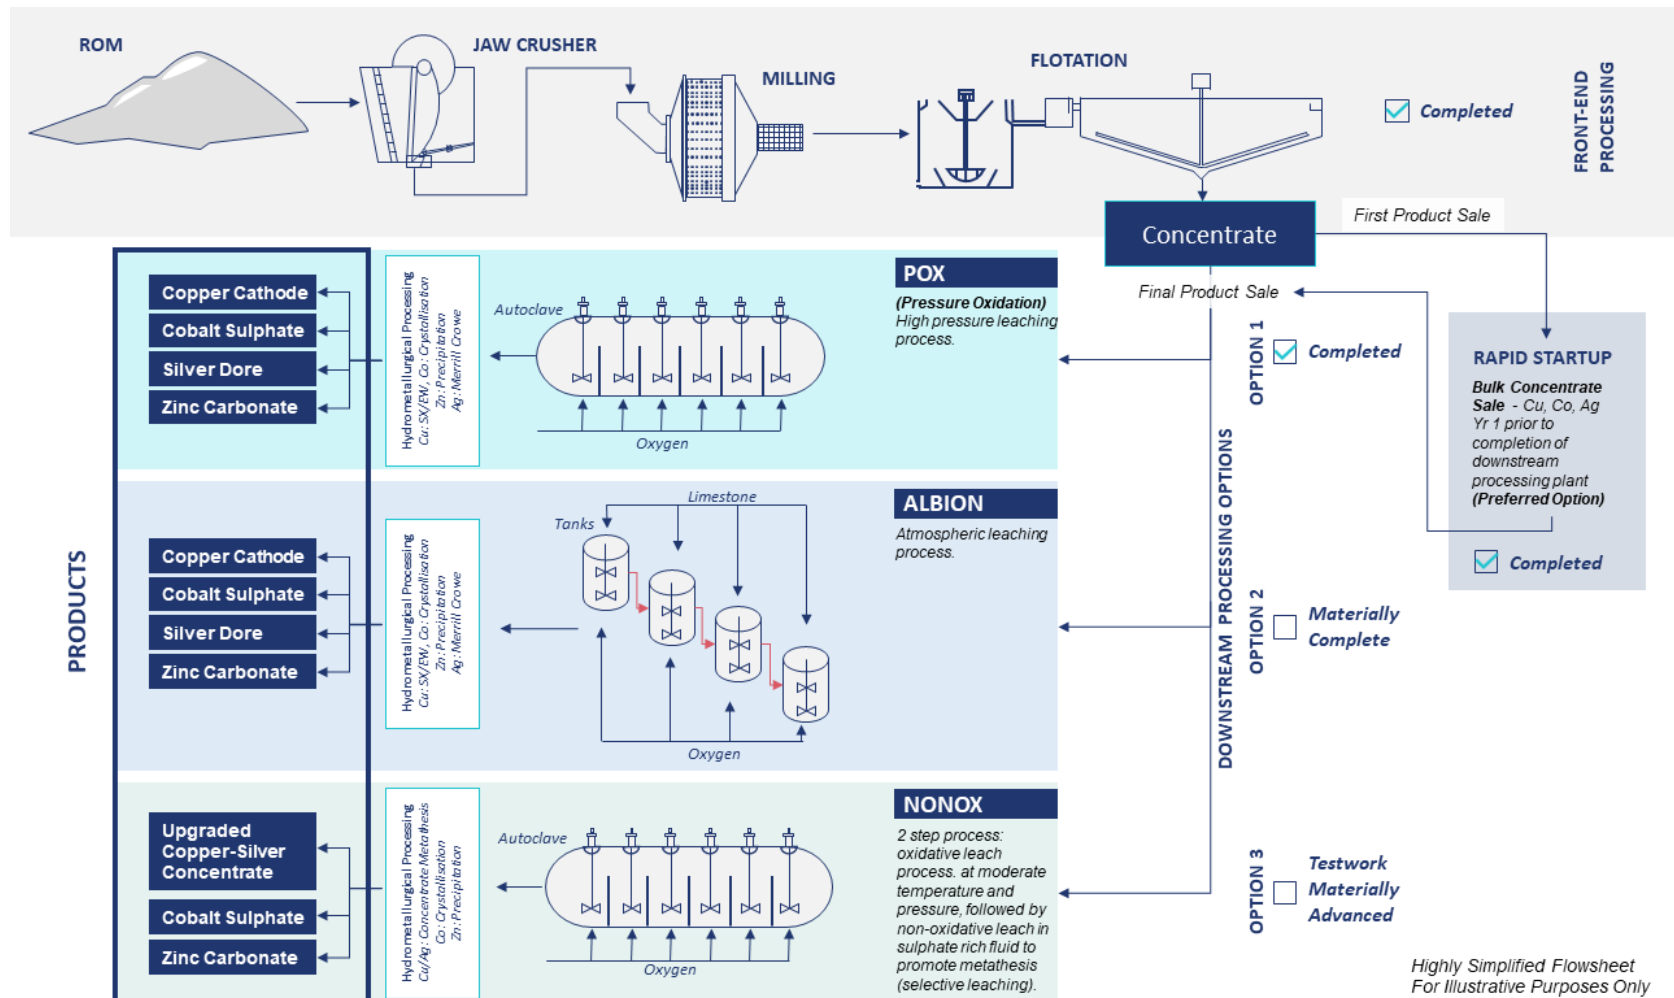 ROM
JAW CRUSHER
MILLING
FLOTATION
Completed
FRONT-END
PROCESSING
Concentrate
First Product Sale
Final Product Sale
RAPID STARTUP
Bulk Concentrate
Sale - Cu, Co, Ag
Yr 1 prior to
completion of
downstream
processing plant
(Preferred Option)
Completed
DOWNSTREAM PROCESSING OPTIONS
OPTION 1
Completed
OPTION 2
Materially
Complete
OPTION 3
Testwork
Materially
Advanced
PRODUCTS
POX
(Pressure Oxidation)
High pressure leaching
process.
Autoclave
Oxygen
Hydrometallurgical Processing
Cu: SX/EW, Co: Crystallisation
Zn: Precipitation
Ag: Merrill Crowe
Copper Cathode
Cobalt Sulphate
Silver Dore
Zinc Carbonate
ALBION
Atmospheric leaching
process.
Limestone
Tanks
Oxygen
Hydrometallurgical Processing
Cu: SX/EW, Co: Crystallisation
Zn: Precipitation
Ag: Merrill Crowe
Copper Cathode
Cobalt Sulphate
Silver Dore
Zinc Carbonate
NONOX
2 step process:
oxidative leach
process. at moderate
temperature and
pressure, followed by
non-oxidative leach in
sulphate rich fluid to
promote metathesis
(selective leaching).
Autoclave
Oxygen
Hydrometallurgical Processing
Cu/Ag: Concentrate Metathesis
Co: Crystallisation
Zn: Precipitation
Upgraded
Copper-Silver
Concentrate
Cobalt Sulphate
Zinc Carbonate
Highly Simplified Flowsheet
For Illustrative Purposes Only